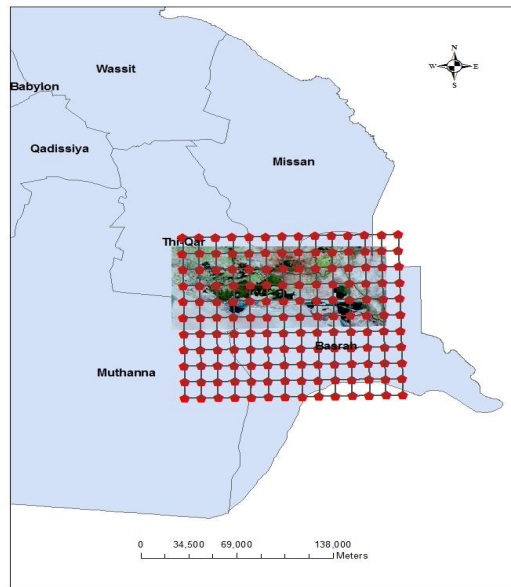 N
W E
S
Wassit
Babylon
Qadissiya
Missan
Thi-Qar
Basrah
Muthanna
0 34,500 69,000 138,000
Meters